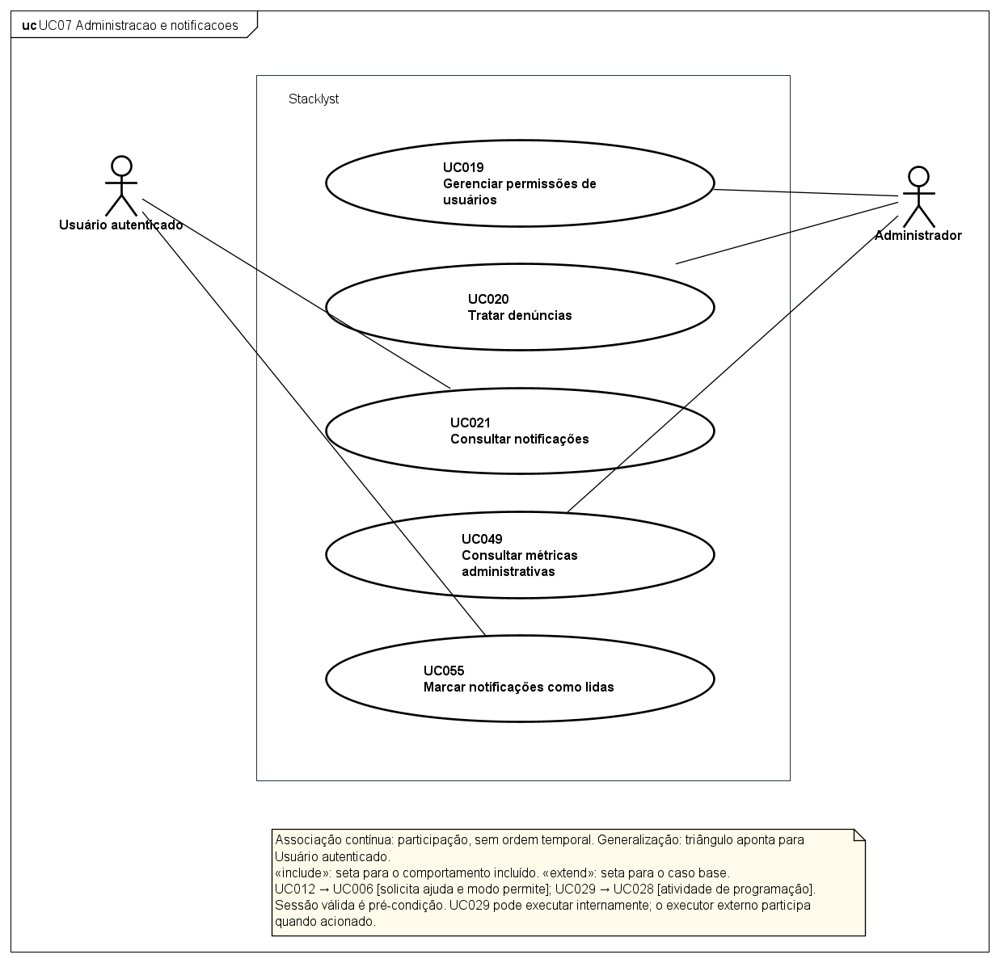 uc UC07 Administracao e notificacoes
Stacklyst
UC019
Gerenciar permissões de
usuários
Usuário autenticado
Administrador
UC020
Tratar denúncias
UC021
Consultar notificações
UC049
Consultar métricas
administrativas
UC055
Marcar notificações como lidas
Associação contínua: participação, sem ordem temporal. Generalização: triângulo aponta para
Usuário autenticado.
«include»: seta para o comportamento incluído. «extend»: seta para o caso base.
UC012 → UC006 [solicita ajuda e modo permite]; UC029 → UC028 [atividade de programação].
Sessão válida é pré-condição. UC029 pode executar internamente; o executor externo participa
quando acionado.